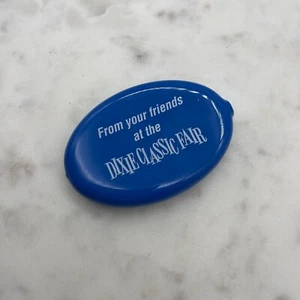 From your friends
at the
DIXIE CLASSIC FAIR